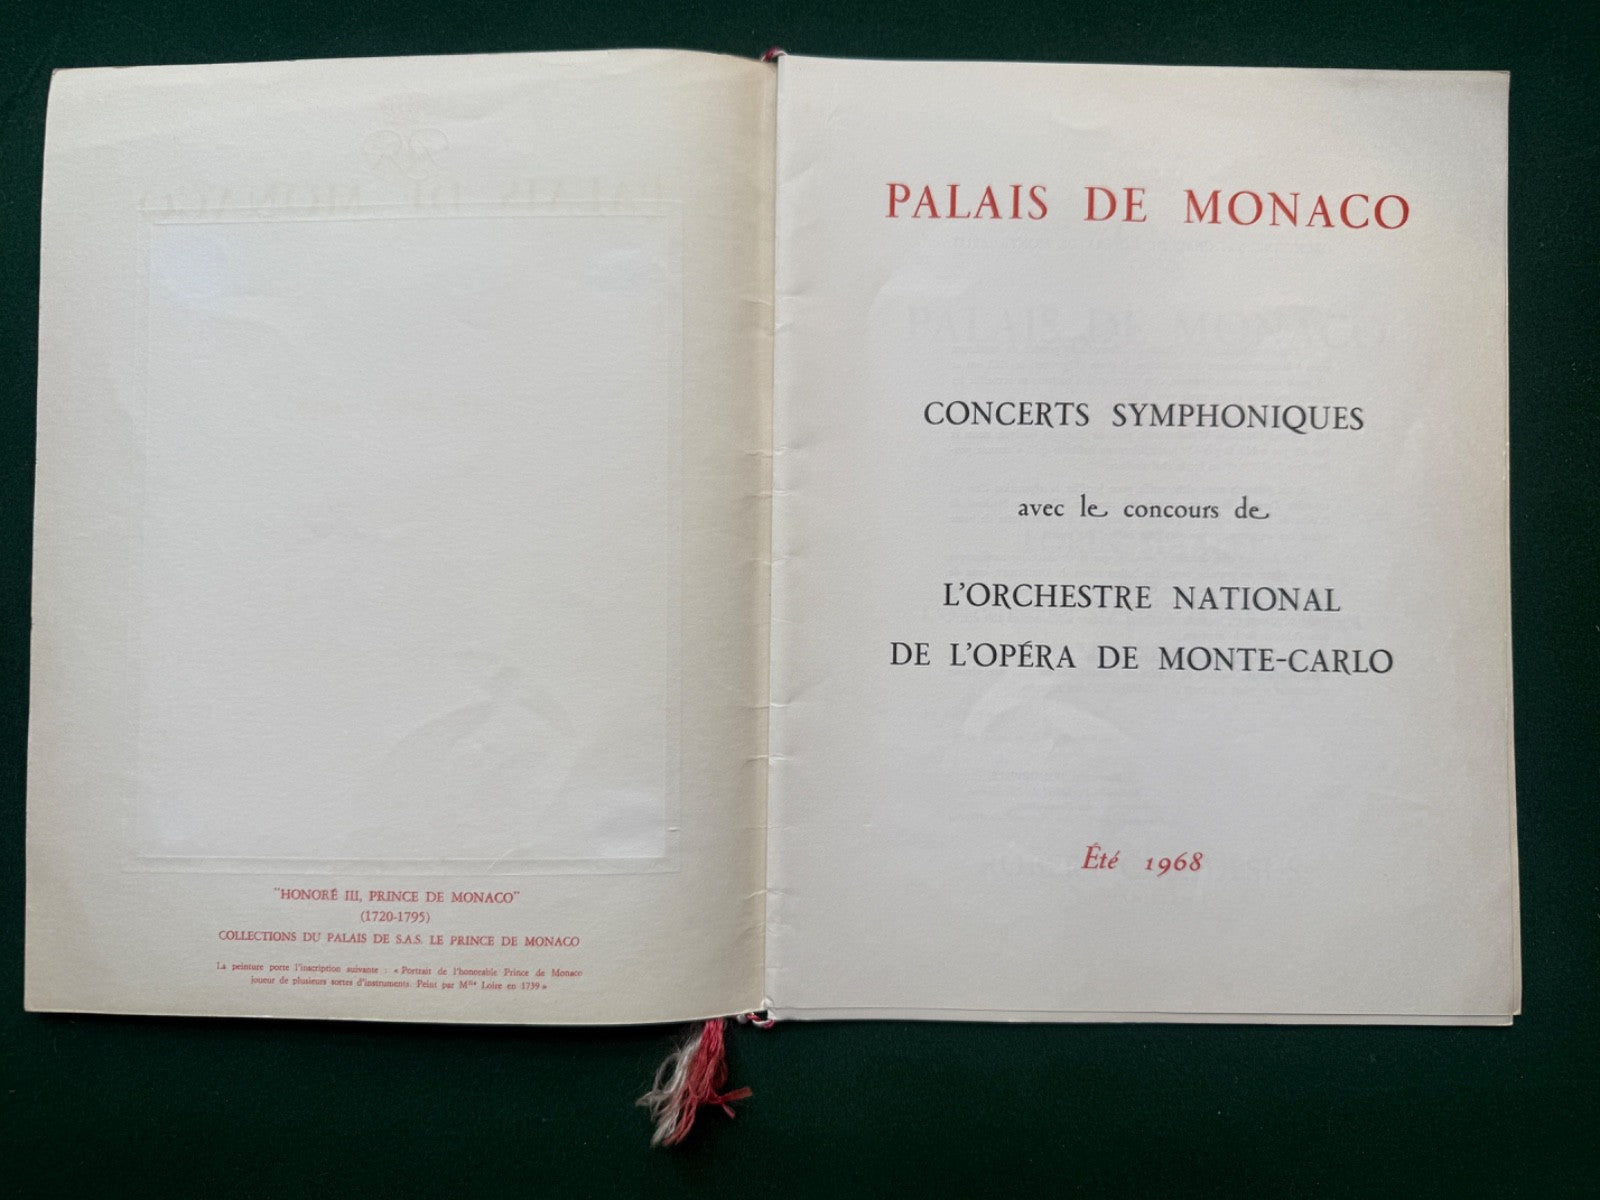 "HONORÉ III, PRINCE DE MONACO"
(1720-1795)
COLLECTIONS DU PALAIS DE S.A.S. LE PRINCE DE MONACO
La peinture porte l'inscription suivante : « Portrait de l'honorable Prince de Monaco
joueur de plusieurs sortes d'instruments. Peint par Mlle Loire en 1739 »
PALAIS DE MONACO
CONCERTS SYMPHONIQUES
avec le concours de
L'ORCHESTRE NATIONAL
DE L'OPÉRA DE MONTE-CARLO
Été 1968